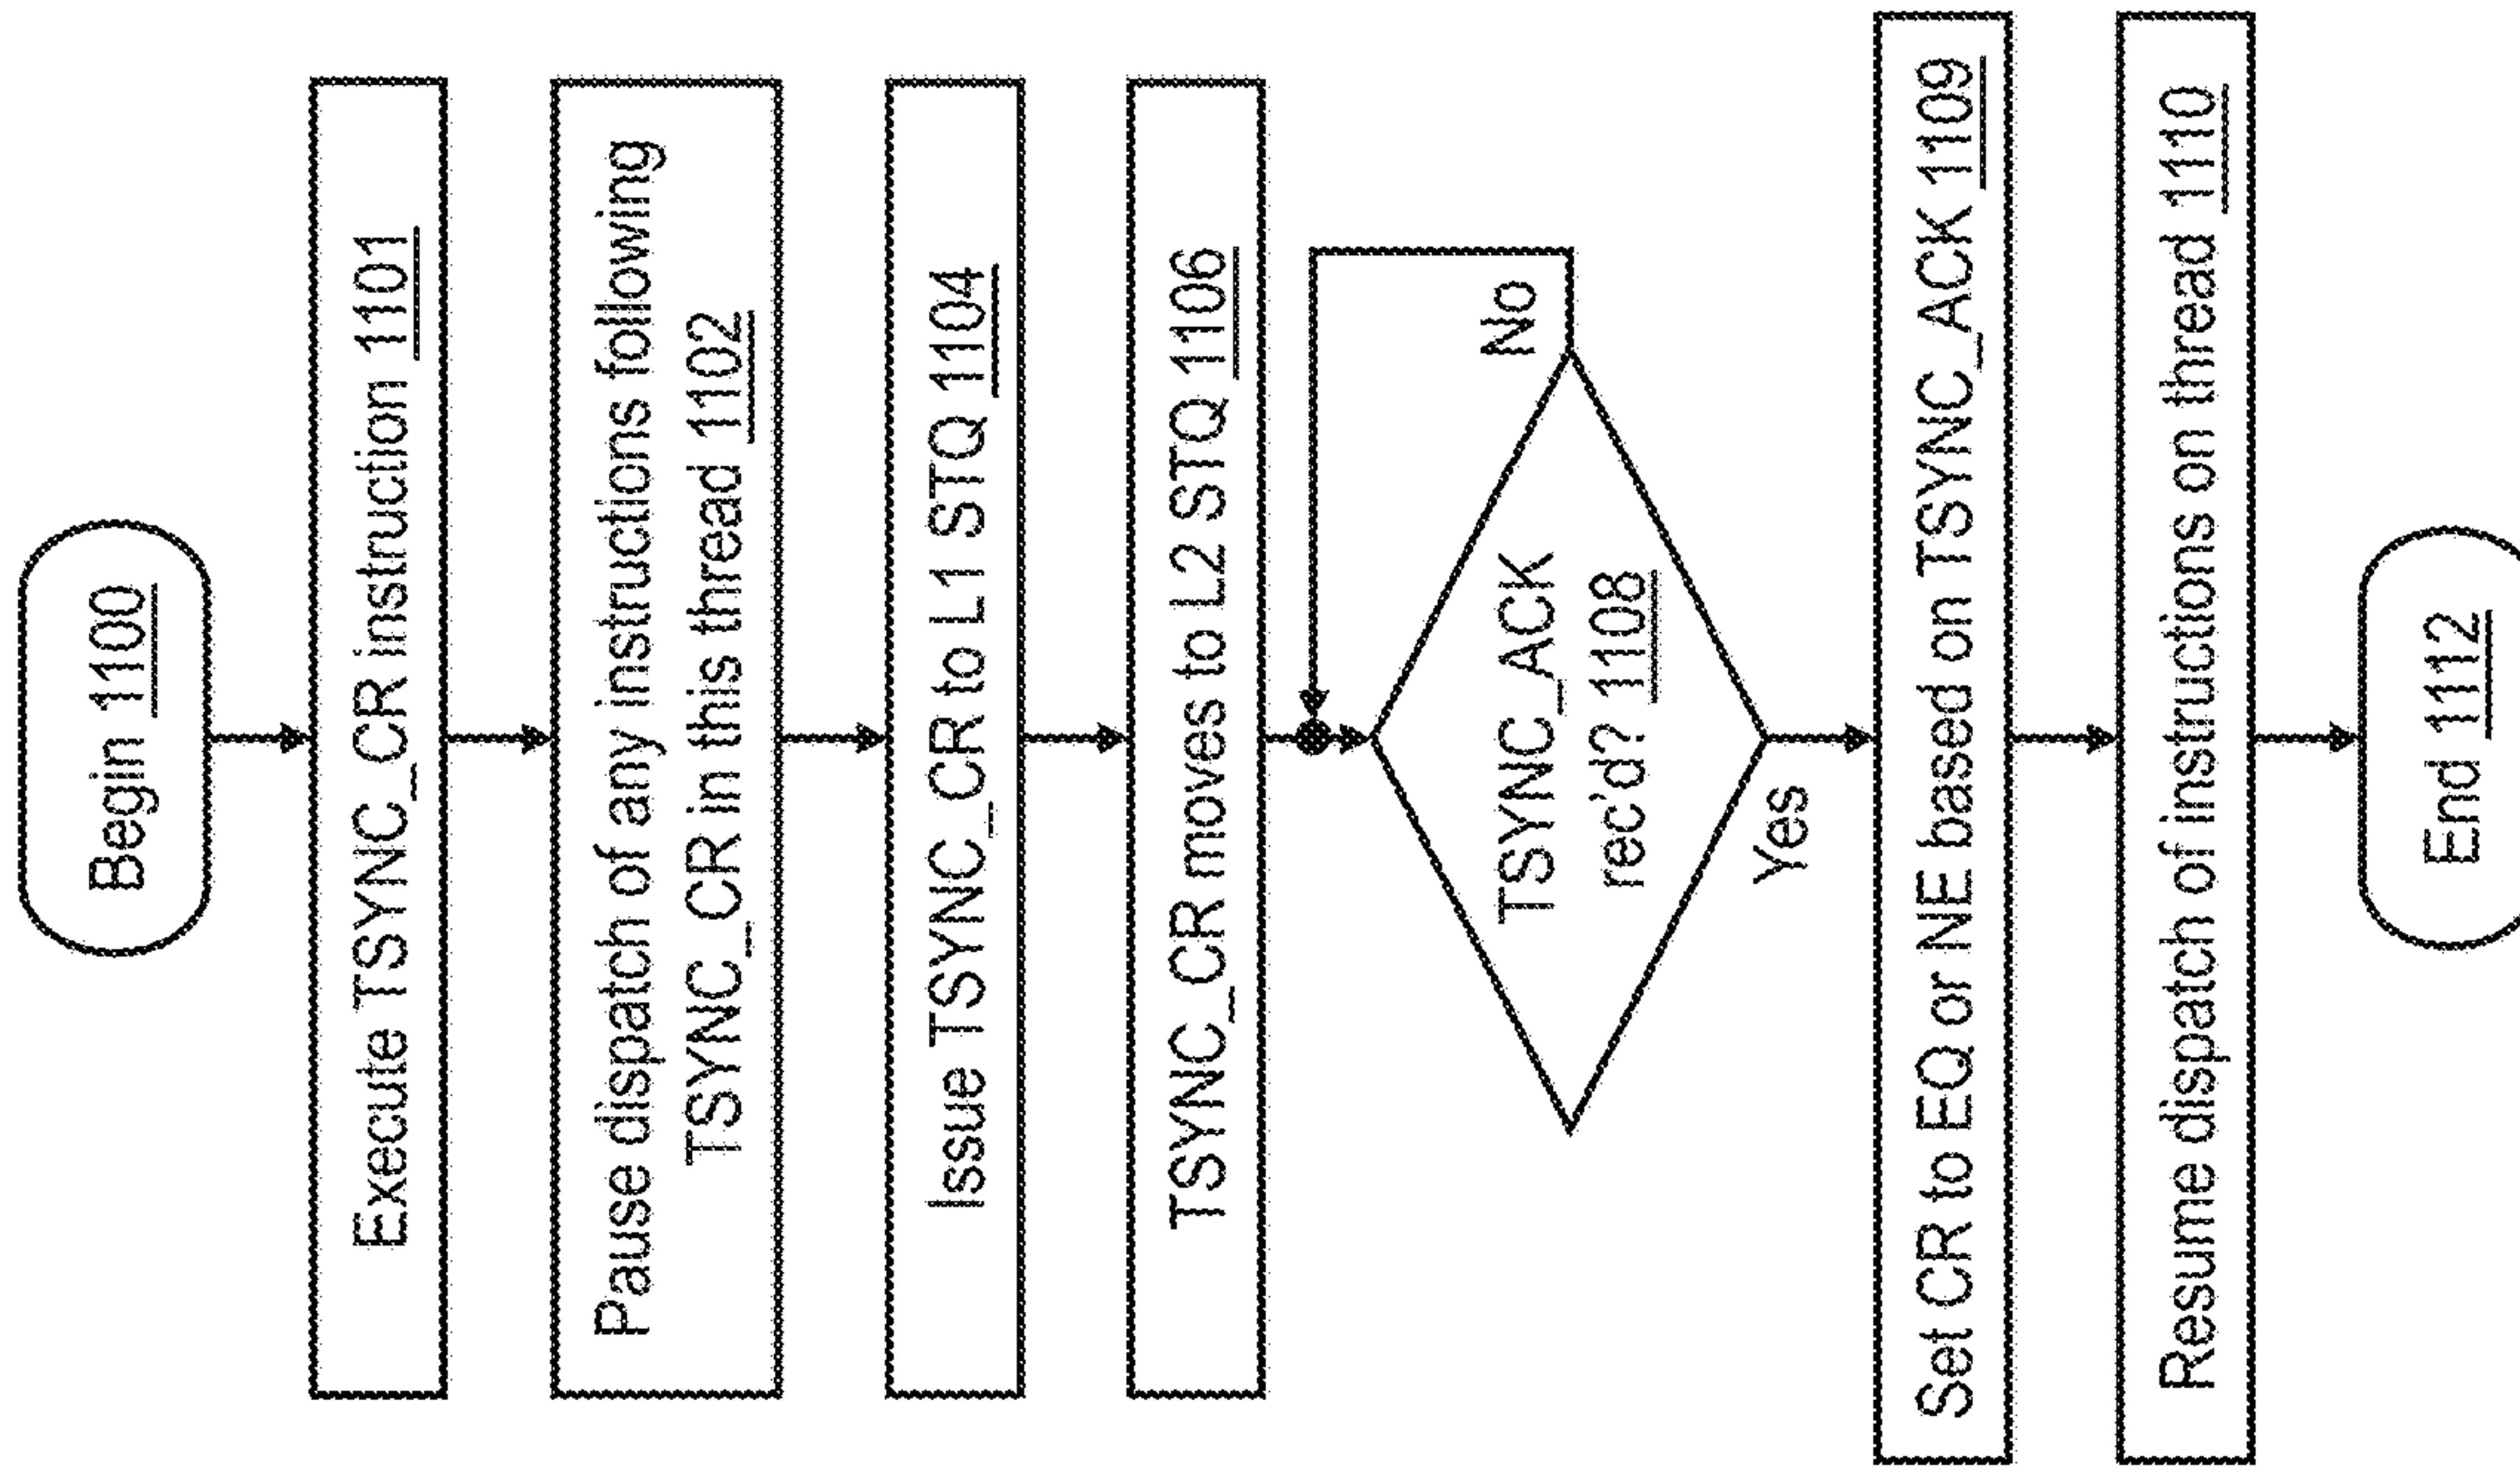 Begin 1100
Execute TSYNC_CR instruction 1101
Pause dispatch of any instructions following
TSYNC_CR in this thread 1102
Issue TSYNC_CR to L1 STQ 1104
TSYNC_CR moves to L2 STQ 1106
TSYNC_ACK
rec'd? 1108
No
Yes
Set CR to EQ or NE based on TSYNC_ACK 1109
Resume dispatch of instructions on thread 1110
End 1112